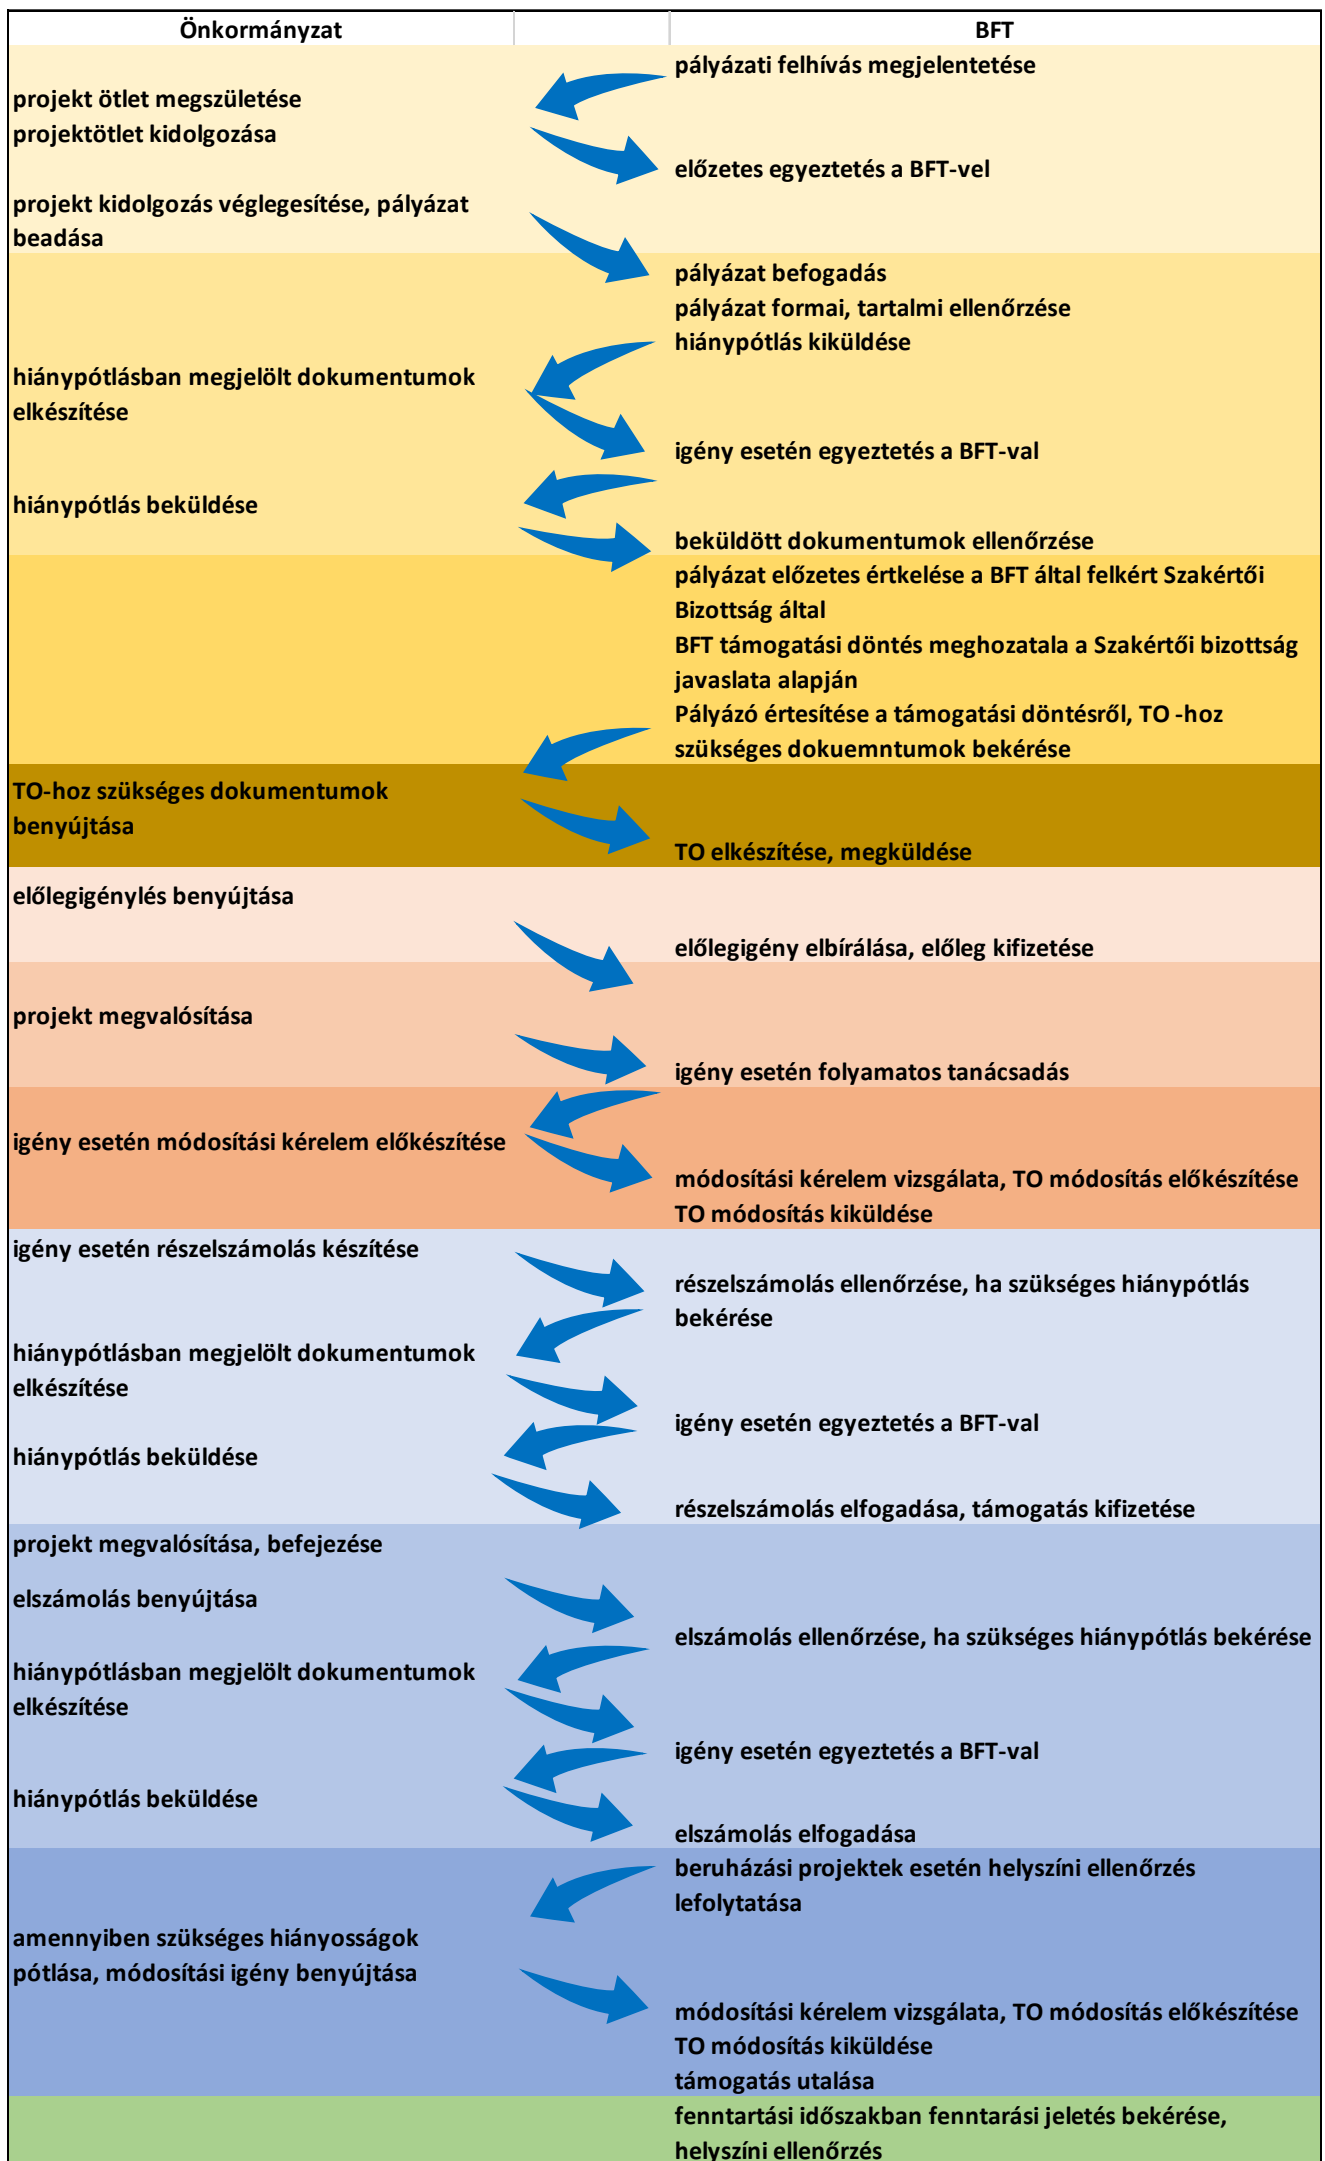 Önkormányzat
BFT
pályázati felhívás megjelentetése
projekt ötlet megszületése
projektötlet kidolgozása
előzetes egyeztetés a BFT-vel
projekt kidolgozás véglegesítése, pályázat
beadása
pályázat befogadás
pályázat formai, tartalmi ellenőrzése
hiánypótlás kiküldése
hiánypótlásban megjelölt dokumentumok
elkészítése
igény esetén egyeztetés a BFT-val
hiánypótlás beküldése
beküldött dokumentumok ellenőrzése
pályázat előzetes értkelése a BFT által felkért Szakértői
Bizottság által
BFT támogatási döntés meghozatala a Szakértői bizottság
javaslata alapján
Pályázó értesítése a támogatási döntésről, TO -hoz
szükséges dokuemntumok bekérése
TO-hoz szükséges dokumentumok
benyújtása
TO elkészítése, megküldése
előlegigénylés benyújtása
előlegigény elbírálása, előleg kifizetése
projekt megvalósítása
igény esetén folyamatos tanácsadás
igény esetén módosítási kérelem előkészítése
módosítási kérelem vizsgálata, TO módosítás előkészítése
TO módosítás kiküldése
igény esetén részelszámolás készítése
részelszámolás ellenőrzése, ha szükséges hiánypótlás
bekérése
hiánypótlásban megjelölt dokumentumok
elkészítése
igény esetén egyeztetés a BFT-val
hiánypótlás beküldése
részelszámolás elfogadása, támogatás kifizetése
projekt megvalósítása, befejezése
elszámolás benyújtása
elszámolás ellenőrzése, ha szükséges hiánypótlás bekérése
hiánypótlásban megjelölt dokumentumok
elkészítése
igény esetén egyeztetés a BFT-val
hiánypótlás beküldése
elszámolás elfogadása
beruházási projektek esetén helyszíni ellenőrzés
lefolytatása
amennyiben szükséges hiányosságok
pótlása, módosítási igény benyújtása
módosítási kérelem vizsgálata, TO módosítás előkészítése
TO módosítás kiküldése
támogatás utalása
fenntartási időszakban fenntarási jeletés bekérése,
helyszíni ellenőrzés